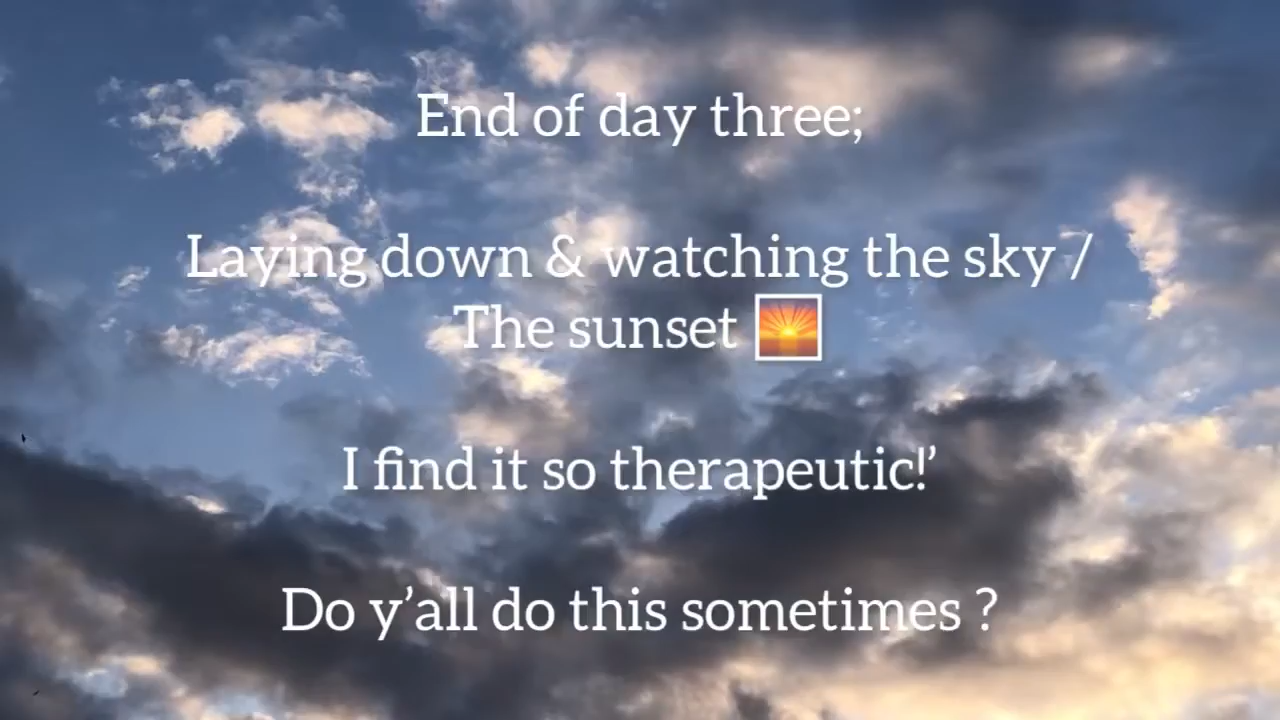 End of day three;
Laying down & watching the sky /
The sunset 🌅
I find it so therapeutic!’
Do y’all do this sometimes ?